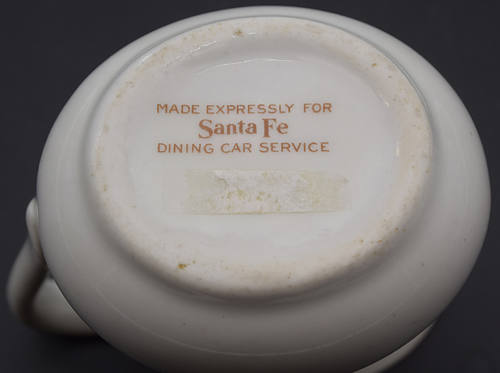 MADE EXPRESSLY FOR
Santa Fe
DINING CAR SERVICE